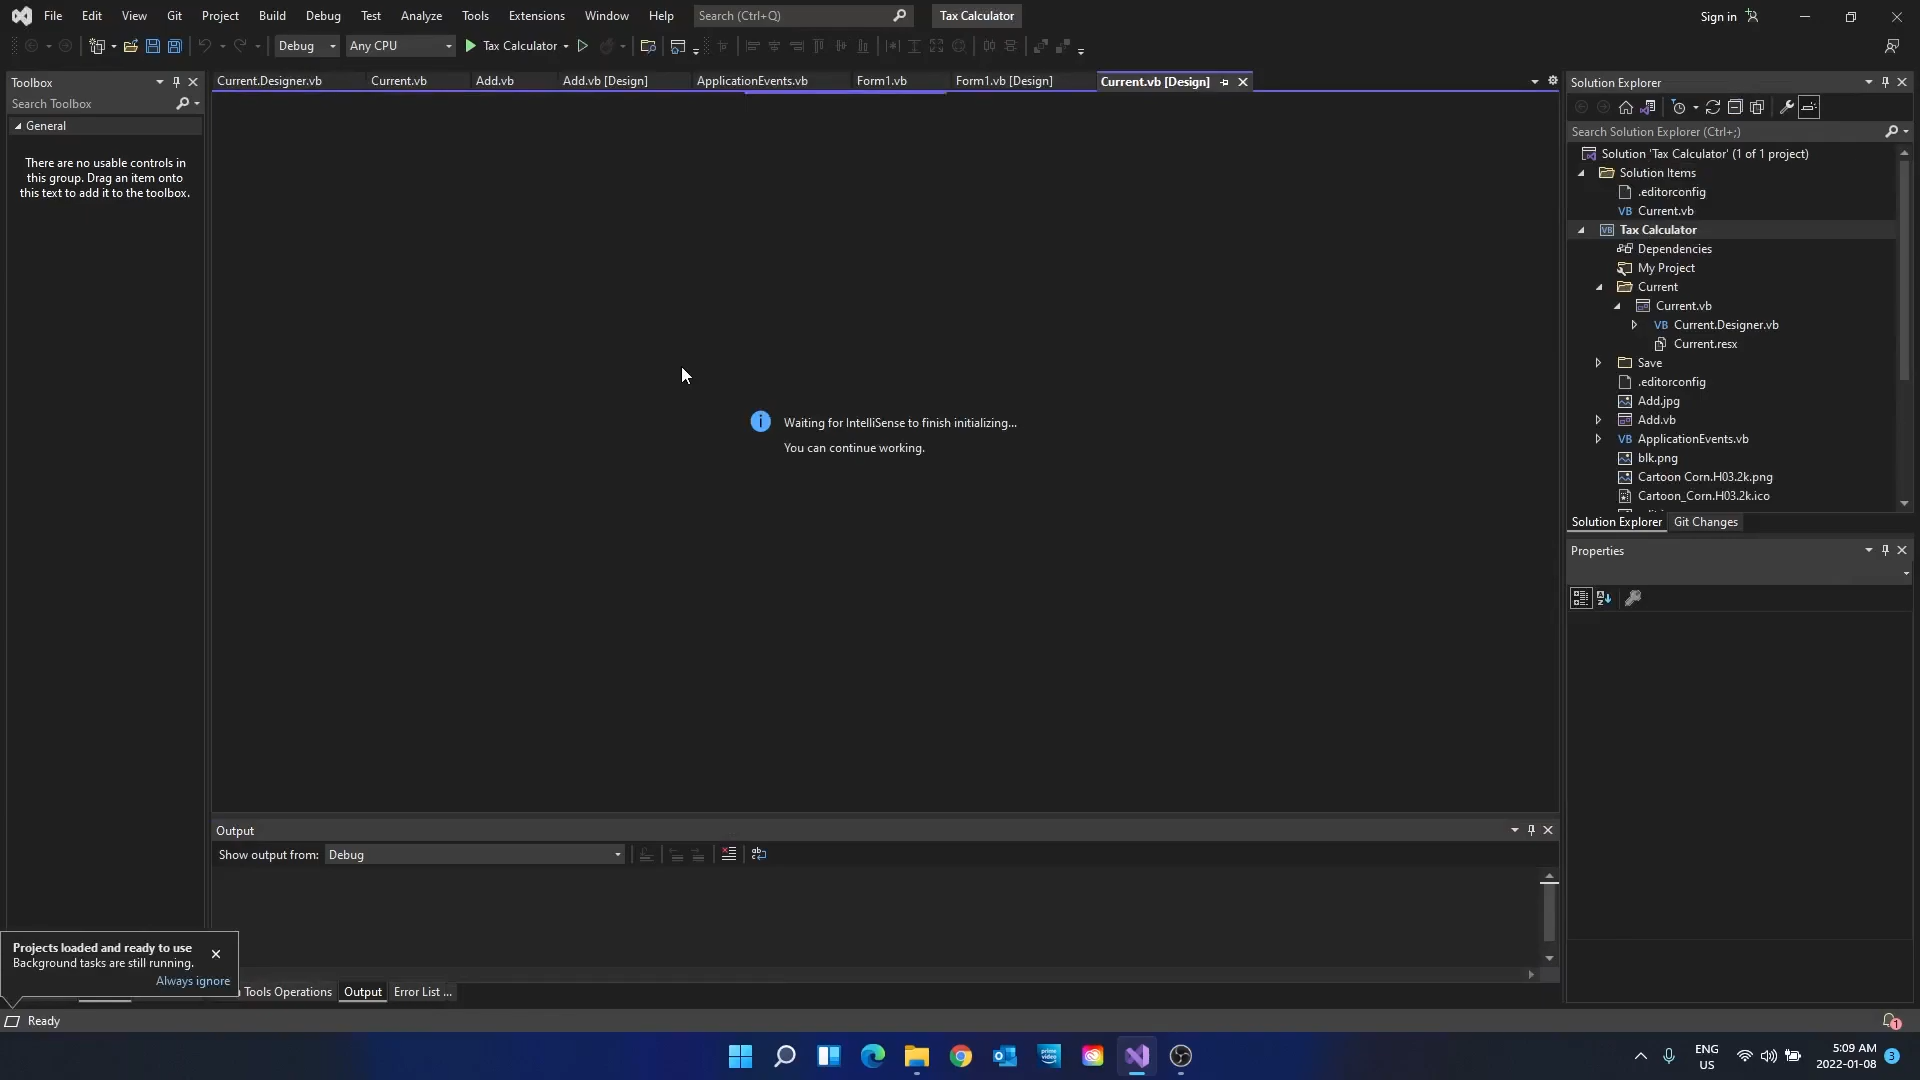 File Edit View Git Project Build Debug Test Analyze Tools Extensions Window Help Search (Ctrl+Q) Tax Calculator Sign in
Debug Any CPU Tax Calculator
Toolbox
Search Toolbox
General
There are no usable controls in
this group. Drag an item onto
this text to add it to the toolbox.
Current.Designer.vb Current.vb Add.vb Add.vb [Design] ApplicationEvents.vb Form1.vb Form1.vb [Design] Current.vb [Design]
Waiting for IntelliSense to finish initializing...
You can continue working.
Solution Explorer
Search Solution Explorer (Ctrl+;)
Solution 'Tax Calculator' (1 of 1 project)
Solution Items
.editorconfig
VB Current.vb
VB Tax Calculator
Dependencies
My Project
Current
Current.vb
VB Current.Designer.vb
Current.resx
Save
.editorconfig
Add.jpg
Add.vb
VB ApplicationEvents.vb
blk.png
Cartoon Corn.H03.2k.png
Cartoon_Corn.H03.2k.ico
Solution Explorer Git Changes
Properties
Output
Show output from: Debug
Projects loaded and ready to use
Background tasks are still running.
Always ignore
Tools Operations Output Error List ...
Ready
1
prime video
ENG
US
5:09 AM
2022-01-08
3